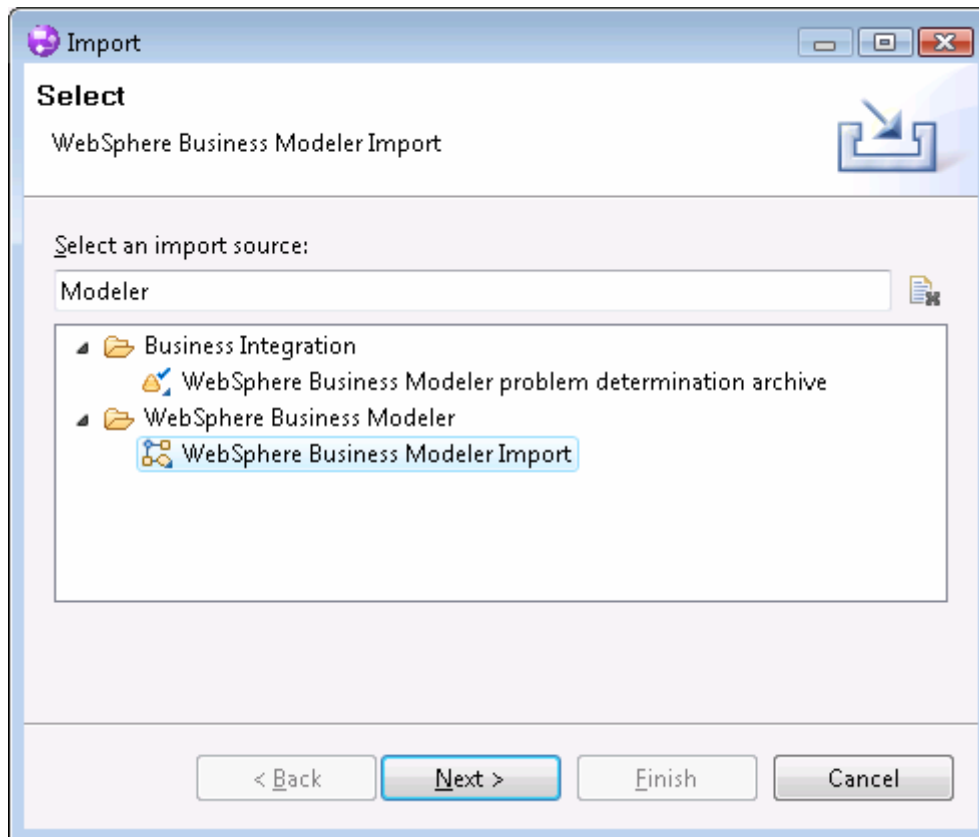 Import
Select
WebSphere Business Modeler Import
Select an import source:
Modeler
Business Integration
WebSphere Business Modeler problem determination archive
WebSphere Business Modeler
WebSphere Business Modeler Import
< Back Next > Finish Cancel